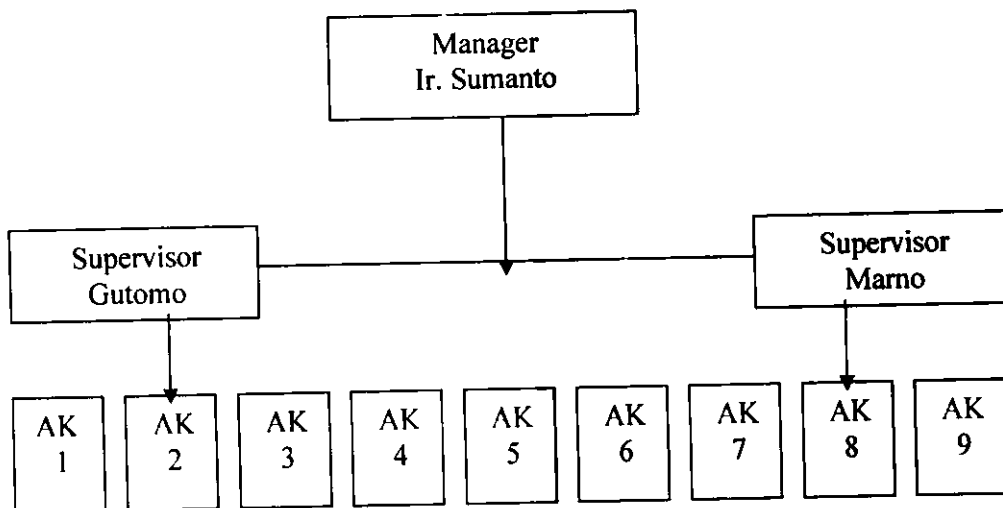 Manager
Ir. Sumanto
Supervisor
Gutomo
Supervisor
Marno
AK
1
AK
2
AK
3
AK
4
AK
5
AK
6
AK
7
AK
8
AK
9